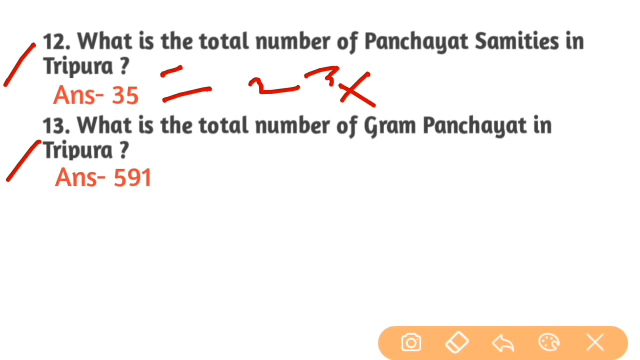 12. What is the total number of Panchayat Samities in
Tripura ?
Ans- 35
13. What is the total number of Gram Panchayat in
Tripura ?
Ans- 591